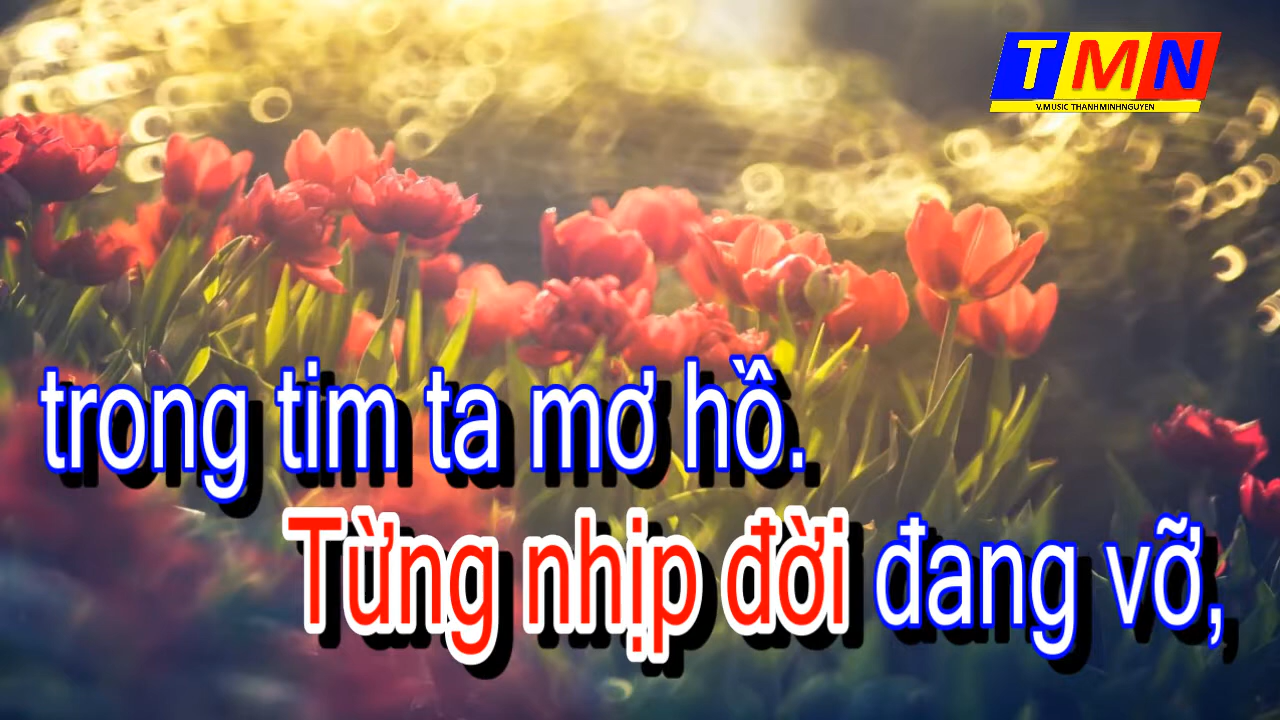 TMN
V.MUSIC THANHMINHNGUYEN
trong tim ta mơ hồ.
Từng nhịp đời đang vỡ,